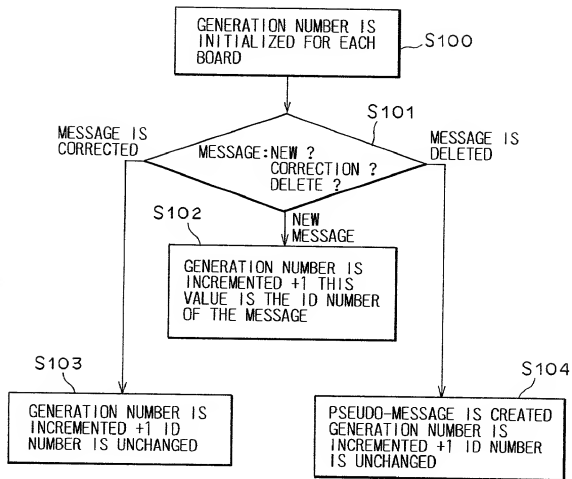 GENERATION NUMBER IS
INITIALIZED FOR EACH
BOARD
S100
S101
MESSAGE IS
CORRECTED
MESSAGE:NEW ?
CORRECTION ?
DELETE ?
MESSAGE IS
DELETED
S102
NEW
MESSAGE
GENERATION NUMBER IS
INCREMENTED +1 THIS
VALUE IS THE ID NUMBER
OF THE MESSAGE
S103
GENERATION NUMBER IS
INCREMENTED +1 ID
NUMBER IS UNCHANGED
S104
PSEUDO-MESSAGE IS CREATED
GENERATION NUMBER IS
INCREMENTED +1 ID NUMBER
IS UNCHANGED